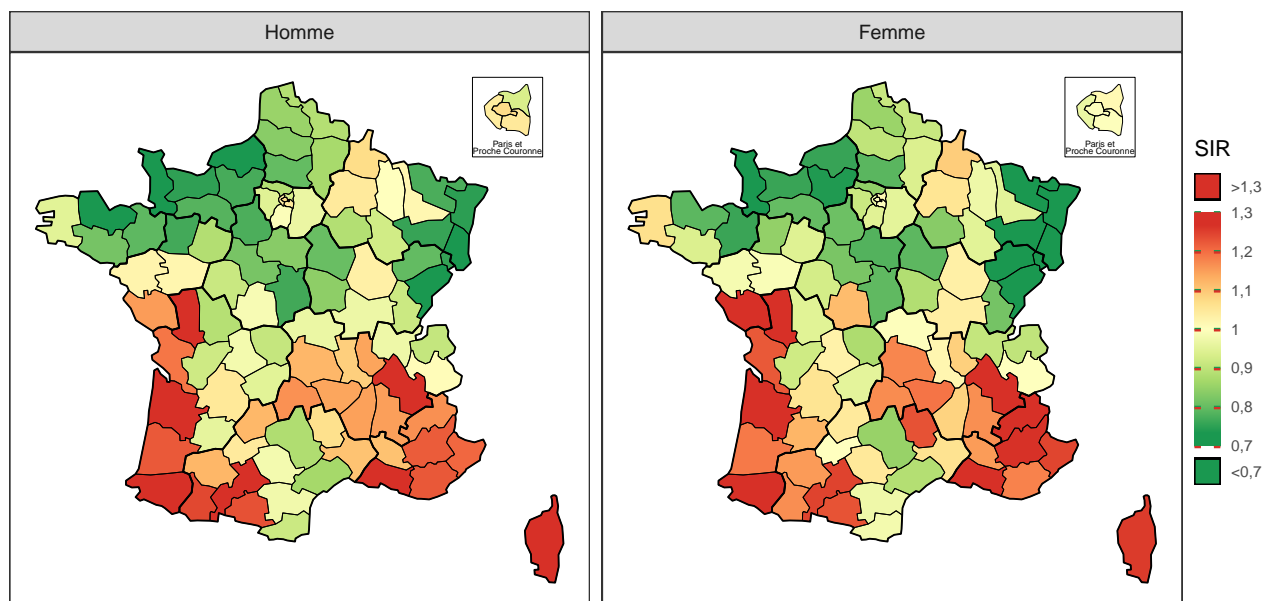 Homme
Femme
Paris et
Proche Couronne
Paris et
Proche Couronne
SIR
>1,3
1,3
1,2
1,1
1
0,9
0,8
0,7
<0,7